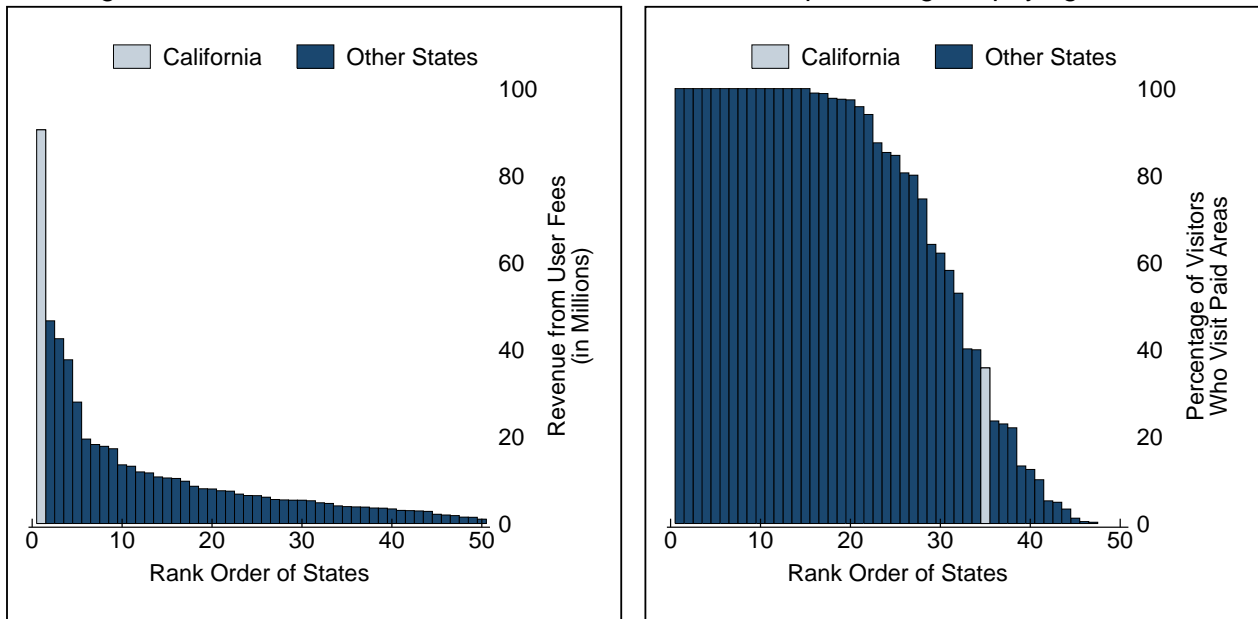 California
Other States
100
80
60
40
20
0
Revenue from User Fees
(in Millions)
0 10 20 30 40 50
Rank Order of States
California
Other States
100
80
60
40
20
0
Percentage of Visitors
Who Visit Paid Areas
0 10 20 30 40 50
Rank Order of States